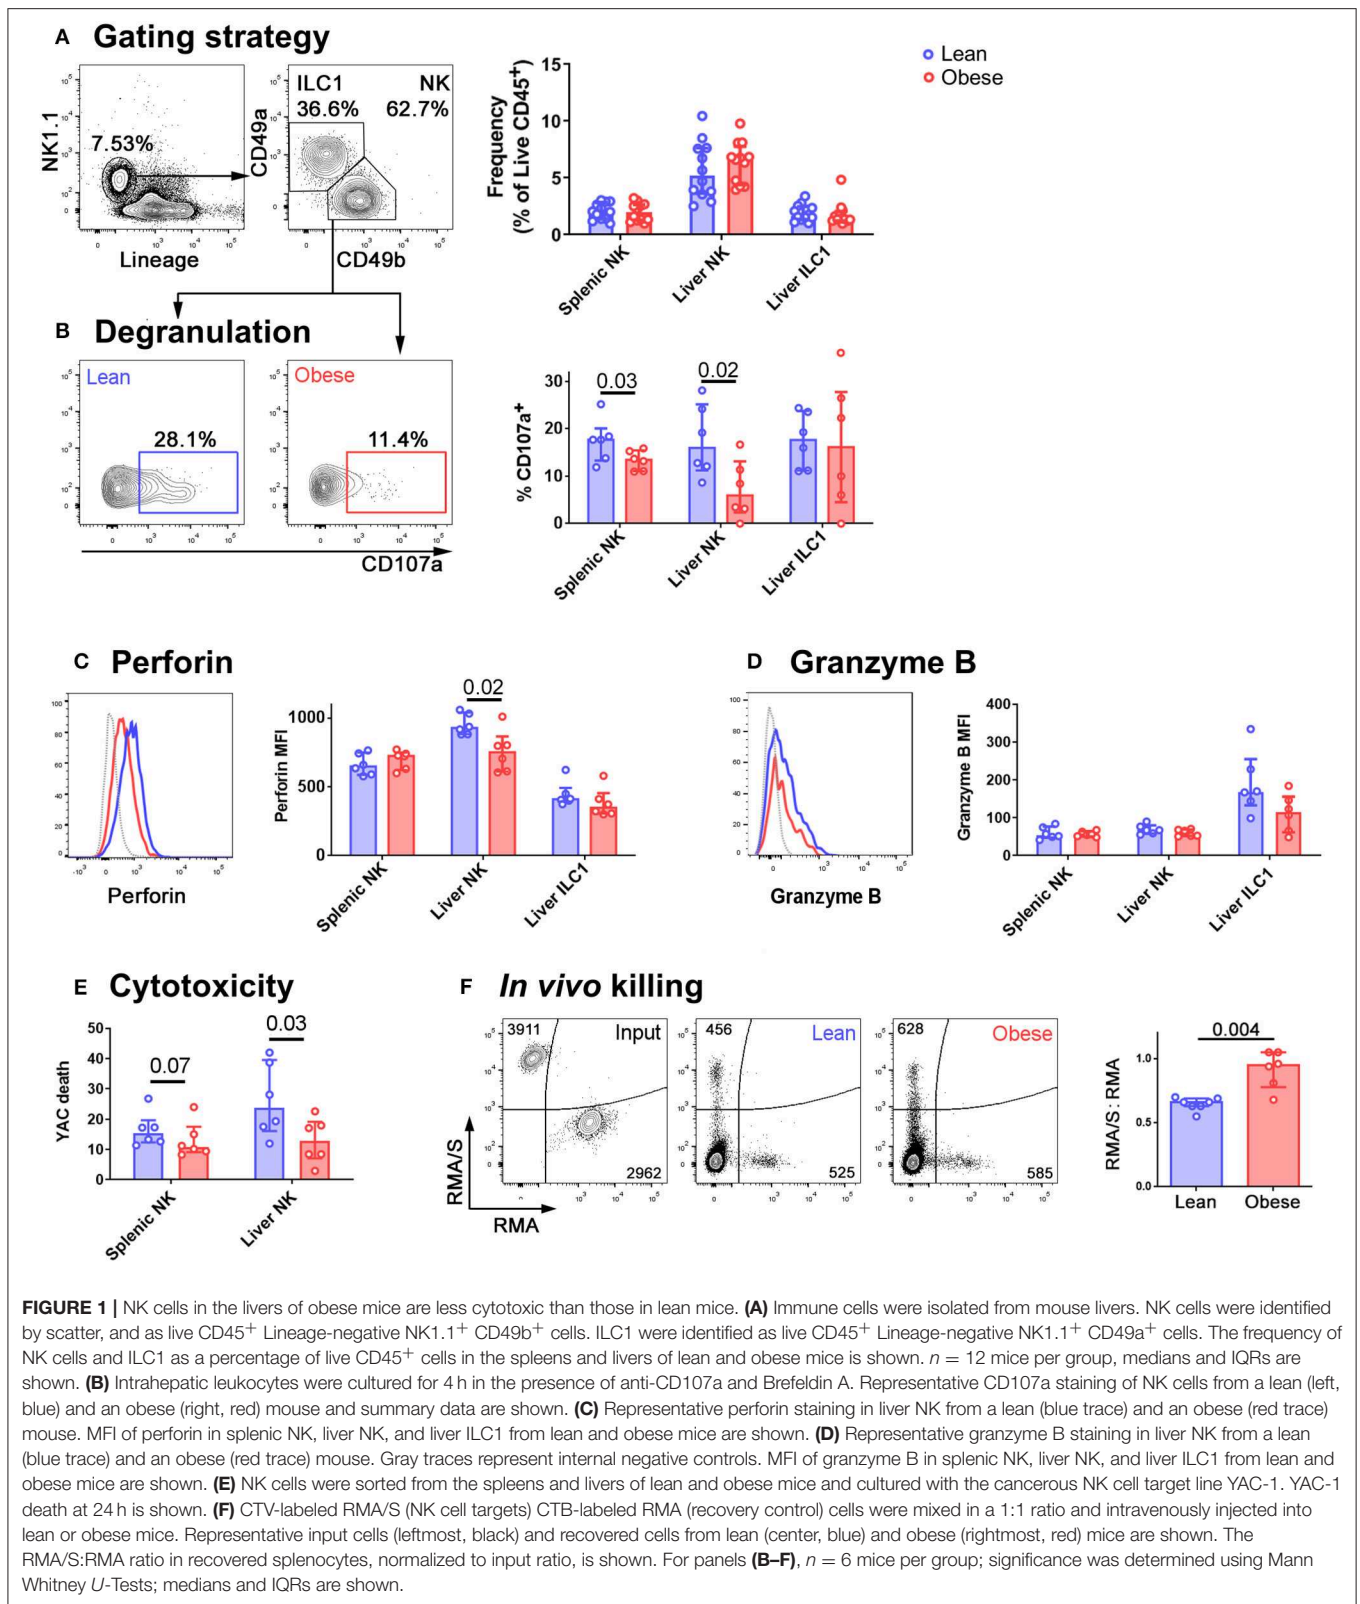 A Gating strategy
NK1.1
7.53%
Lineage
CD49a
ILC1 NK
36.6% 62.7%
CD49b
Frequency
(% of Live CD45+)
15
10
5
0
Splenic NK
Liver NK
Liver ILC1
Lean
Obese
B Degranulation
Lean
28.1%
Obese
11.4%
CD107a
% CD107a+
30
20
10
0
0.03
0.02
Splenic NK
Liver NK
Liver ILC1
C Perforin
100
80
60
40
20
0
Perforin
Perforin MFI
1000
500
0
0.02
Splenic NK
Liver NK
Liver ILC1
D Granzyme B
100
80
60
40
20
0
Granzyme B
Granzyme B MFI
400
300
200
100
0
Splenic NK
Liver NK
Liver ILC1
E Cytotoxicity
YAC death
50
40
30
20
10
0
0.07
0.03
Splenic NK
Liver NK
F In vivo killing
RMA/S
RMA
3911
Input
2962
456
Lean
525
628
Obese
585
RMA/S: RMA
1.0
0.5
0.0
0.004
Lean
Obese
FIGURE 1 | NK cells in the livers of obese mice are less cytotoxic than those in lean mice. (A) Immune cells were isolated from mouse livers. NK cells were identified
by scatter, and as live CD45+ Lineage-negative NK1.1+ CD49b+ cells. ILC1 were identified as live CD45+ Lineage-negative NK1.1+ CD49a+ cells. The frequency of
NK cells and ILC1 as a percentage of live CD45+ cells in the spleens and livers of lean and obese mice is shown. n = 12 mice per group, medians and IQRs are
shown. (B) Intrahepatic leukocytes were cultured for 4 h in the presence of anti-CD107a and Brefeldin A. Representative CD107a staining of NK cells from a lean (left,
blue) and an obese (right, red) mouse and summary data are shown. (C) Representative perforin staining in liver NK from a lean (blue trace) and an obese (red trace)
mouse. MFI of perforin in splenic NK, liver NK, and liver ILC1 from lean and obese mice are shown. (D) Representative granzyme B staining in liver NK from a lean
(blue trace) and an obese (red trace) mouse. Gray traces represent internal negative controls. MFI of granzyme B in splenic NK, liver NK, and liver ILC1 from lean and
obese mice are shown. (E) NK cells were sorted from the spleens and livers of lean and obese mice and cultured with the cancerous NK cell target line YAC-1. YAC-1
death at 24 h is shown. (F) CTV-labeled RMA/S (NK cell targets) CTB-labeled RMA (recovery control) cells were mixed in a 1:1 ratio and intravenously injected into
lean or obese mice. Representative input cells (leftmost, black) and recovered cells from lean (center, blue) and obese (rightmost, red) mice are shown. The
RMA/S:RMA ratio in recovered splenocytes, normalized to input ratio, is shown. For panels (B–F), n = 6 mice per group; significance was determined using Mann
Whitney U-Tests; medians and IQRs are shown.